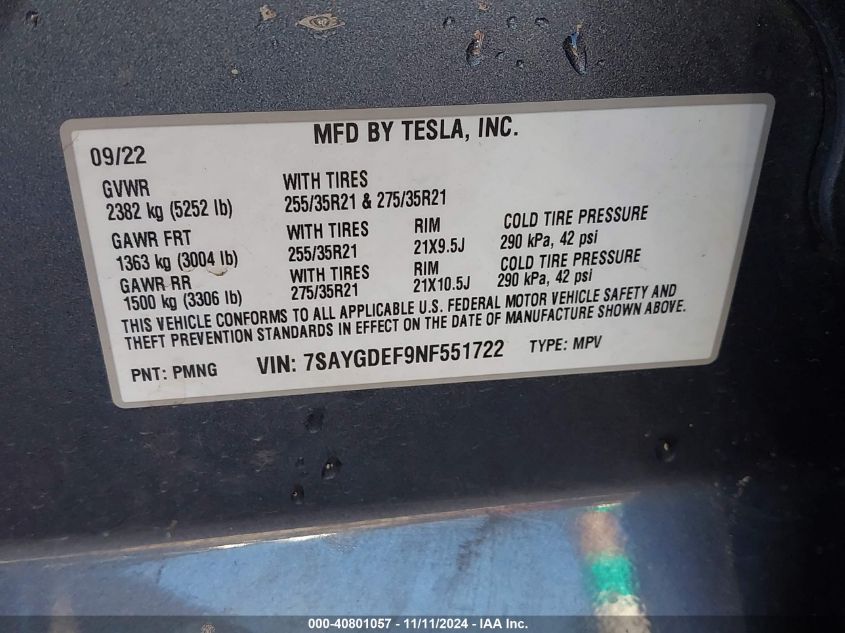 MFD BY TESLA, INC.
09/22
GVWR
2382 kg (5252 lb)
WITH TIRES
255/35R21 & 275/35R21
GAWR FRT
1363 kg (3004 lb)
WITH TIRES
255/35R21
RIM
21X9.5J
COLD TIRE PRESSURE
290 kPa, 42 psi
GAWR RR
1500 kg (3306 lb)
WITH TIRES
275/35R21
RIM
21X10.5J
COLD TIRE PRESSURE
290 kPa, 42 psi
THIS VEHICLE CONFORMS TO ALL APPLICABLE U.S. FEDERAL MOTOR VEHICLE SAFETY AND
THEFT PREVENTION STANDARDS IN EFFECT ON THE DATE OF MANUFACTURE SHOWN ABOVE.
PNT: PMNG VIN: 7SAYGDEF9NF551722 TYPE: MPV
000-40801057 - 11/11/2024 - IAA Inc.